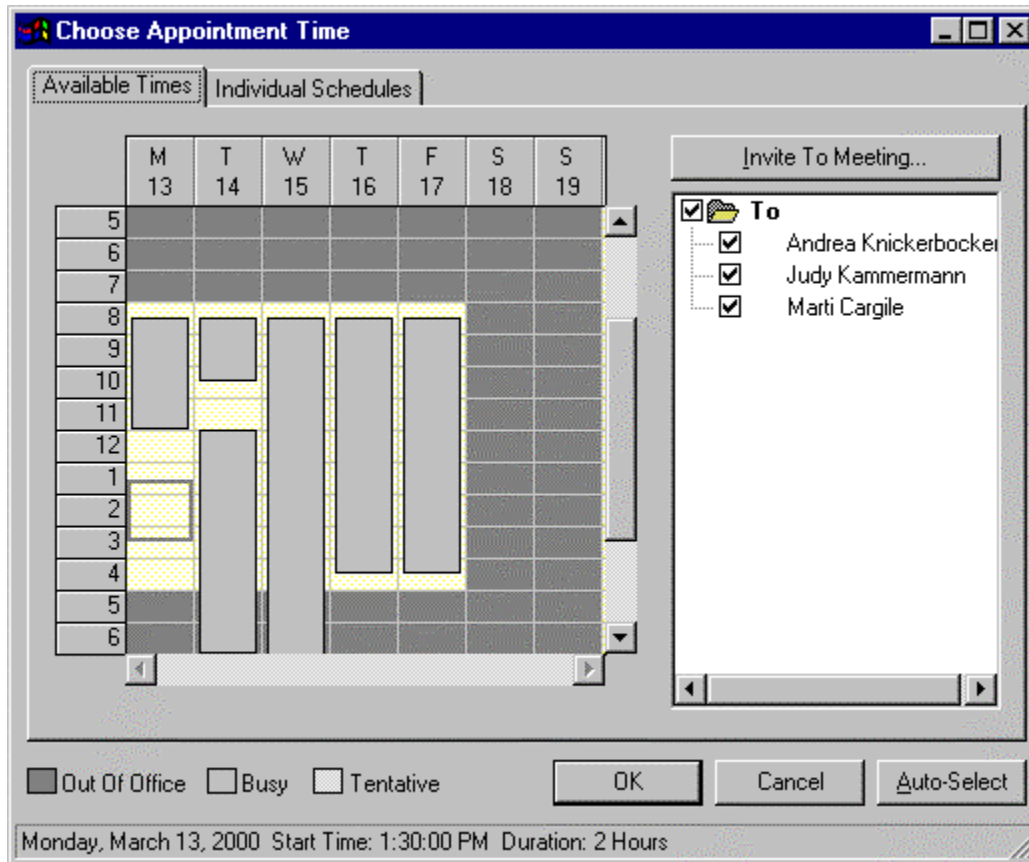 Choose Appointment Time
Available Times Individual Schedules
M T W T F S S
13 14 15 16 17 18 19
Invite To Meeting...
To
Andrea Knickerbocker
Judy Kammermann
Marti Cargile
5
6
7
8
9
10
11
12
1
2
3
4
5
6
Out Of Office Busy Tentative
OK Cancel Auto-Select
Monday, March 13, 2000 Start Time: 1:30:00 PM Duration: 2 Hours